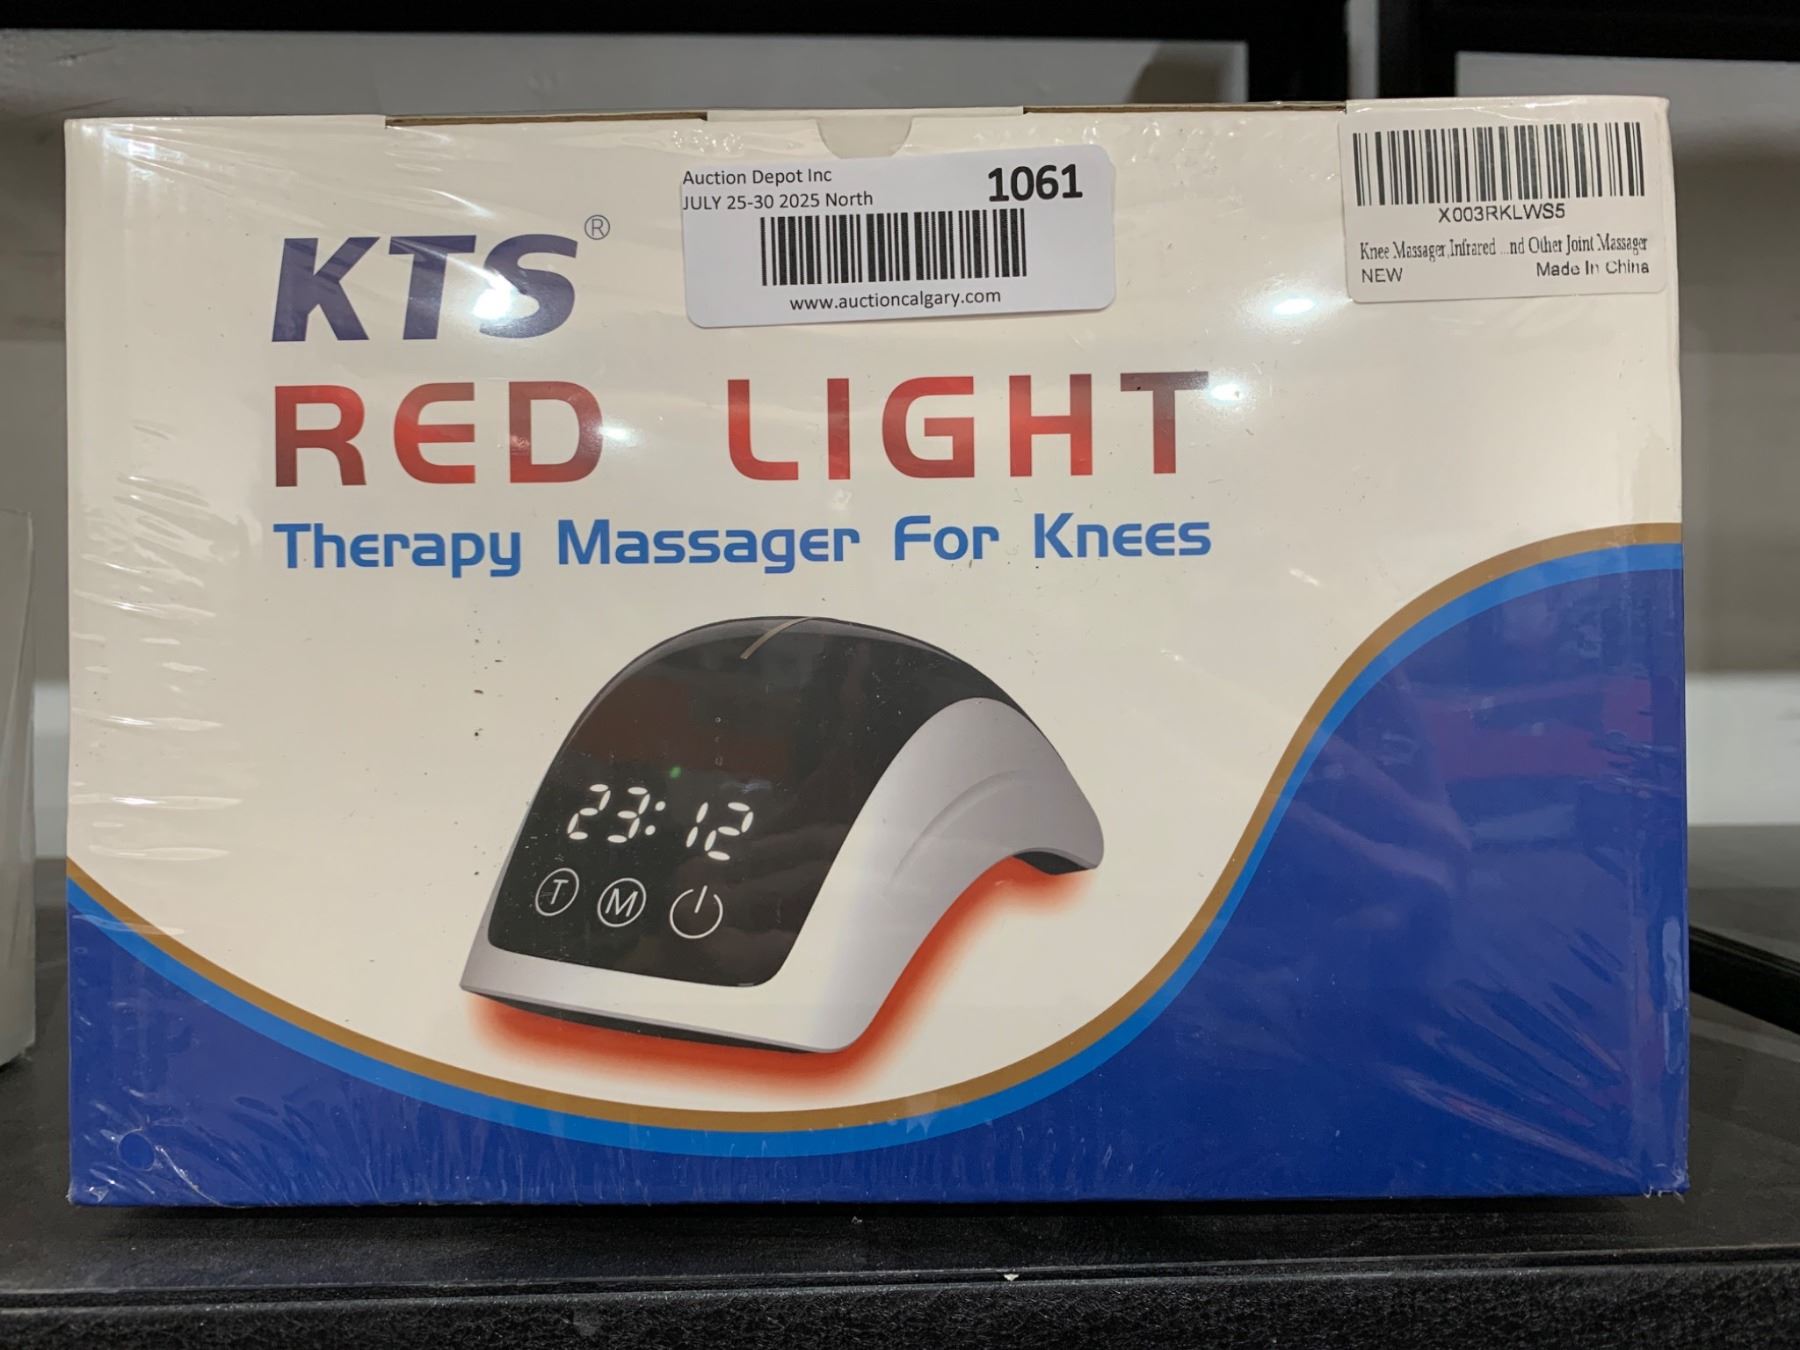 Auction Depot Inc
1061
JULY 25-30 2025 North
www.auctioncalgary.com
X003RKLWS5
Knee Massager,Infrared ...nd Other Joint Massager
NEW
Made In China
KTS®
RED LIGHT
Therapy Massager For Knees
23:12
T M